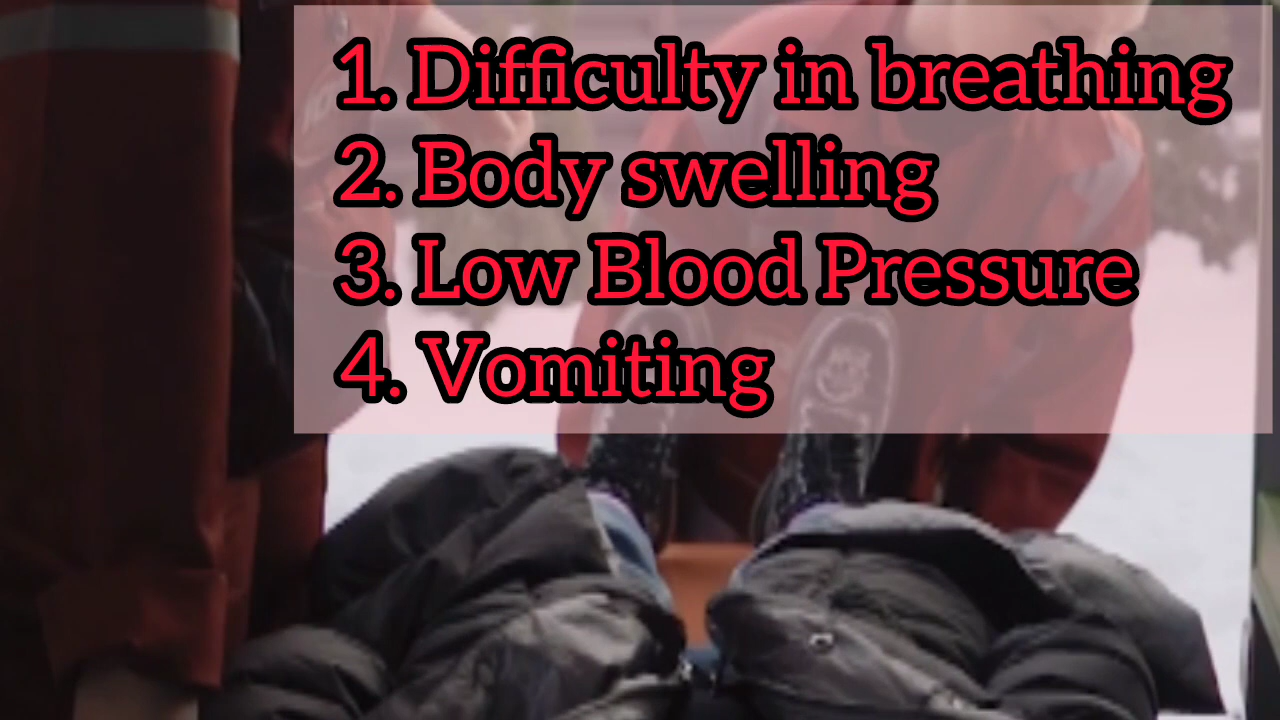 1. Difficulty in breathing
2. Body swelling
3. Low Blood Pressure
4. Vomiting